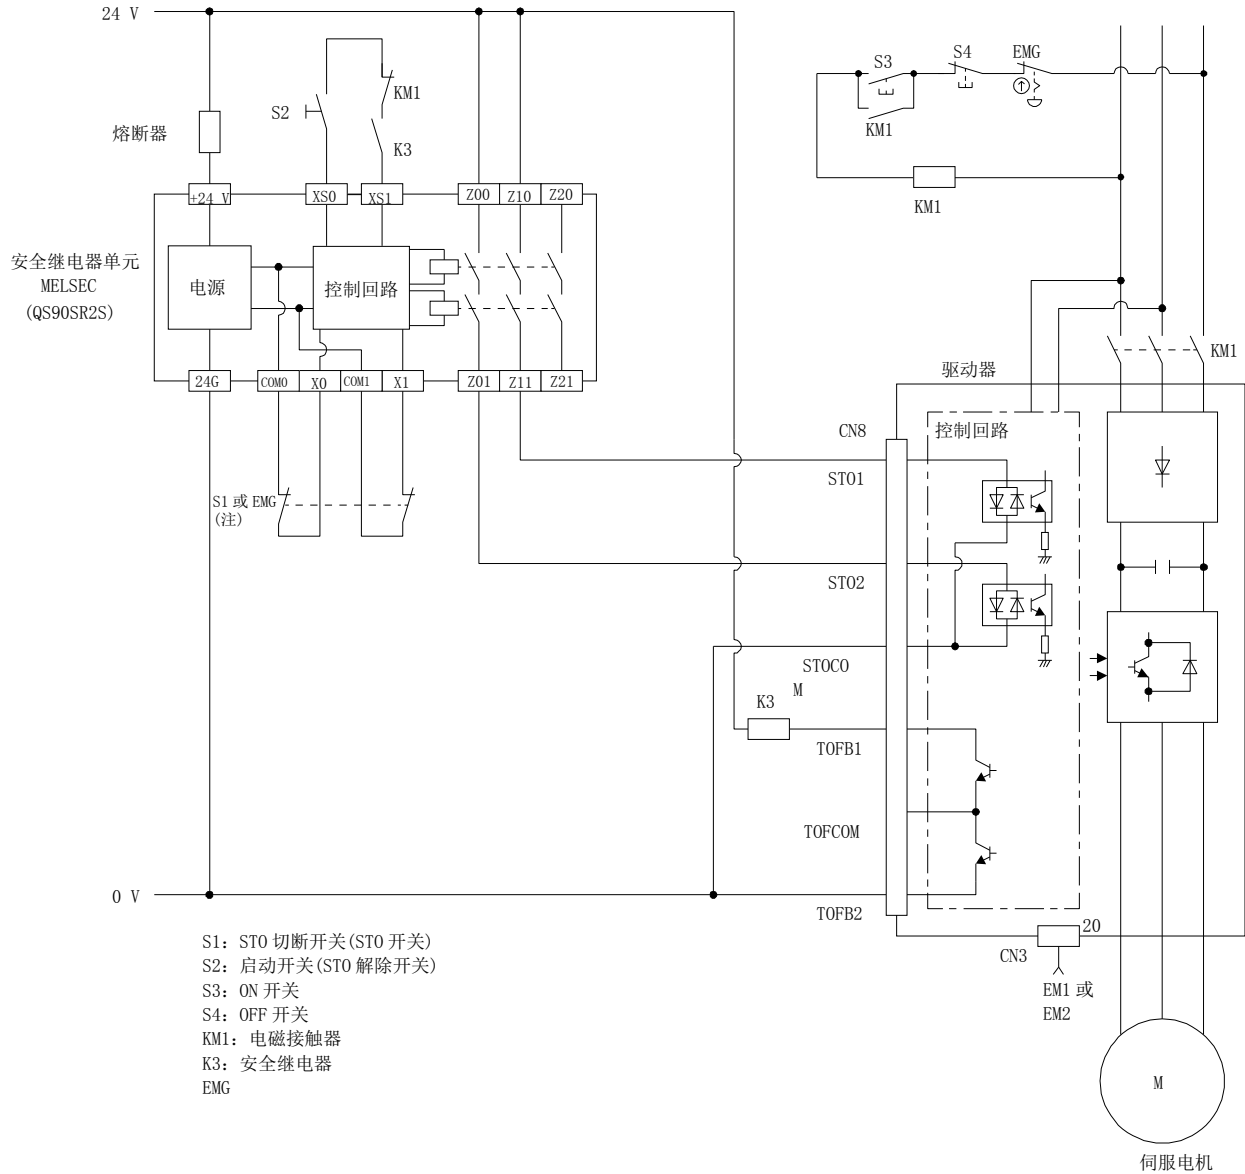 24 V
S3
S4
EMG
KM1
S2
KM1
熔断器
K3
KM1
+24 V
XS0
XS1
Z00
Z10
Z20
安全继电器单元
MELSEC
(QS90SR2S)
电源
控制回路
KM1
驱动器
24G
COM0
X0
COM1
X1
Z01
Z11
Z21
CN8
控制回路
STO1
S1 或 EMG
(注)
STO2
STOCO
M
K3
TOFB1
TOFCOM
0 V
TOFB2
20
CN3
EM1 或
EM2
S1: STO 切断开关(STO 开关)
S2: 启动开关(STO 解除开关)
S3: ON 开关
S4: OFF 开关
KM1: 电磁接触器
K3: 安全继电器
EMG
M
伺服电机